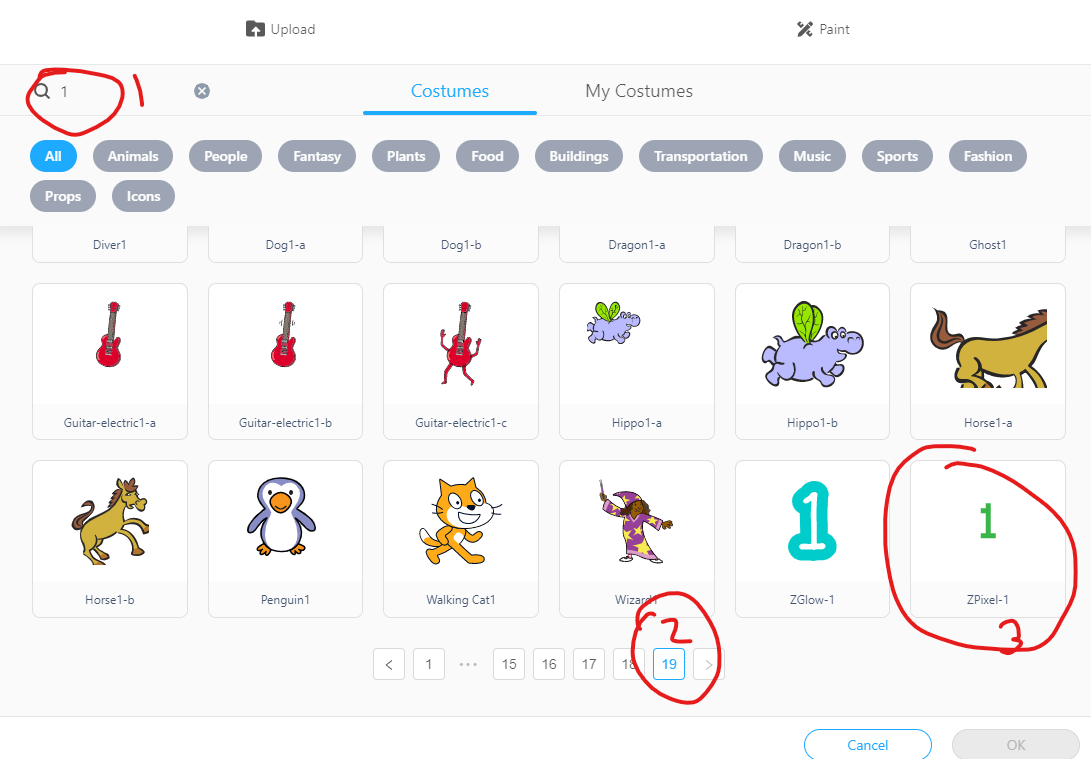 Upload Paint
1 1 Costumes My Costumes
All Animals People Fantasy Plants Food Buildings Transportation Music Sports Fashion
Props Icons
Diver1 Dog1-a Dog1-b Dragon1-a Dragon1-b Ghost1
Guitar-electric1-a Guitar-electric1-b Guitar-electric1-c Hippo1-a Hippo1-b Horse1-a
1 1
Horse1-b Penguin1 Walking Cat1 Wizard1 ZGlow-1 ZPixel-1
2 3
< 1 ••• 15 16 17 18 19 >
Cancel OK